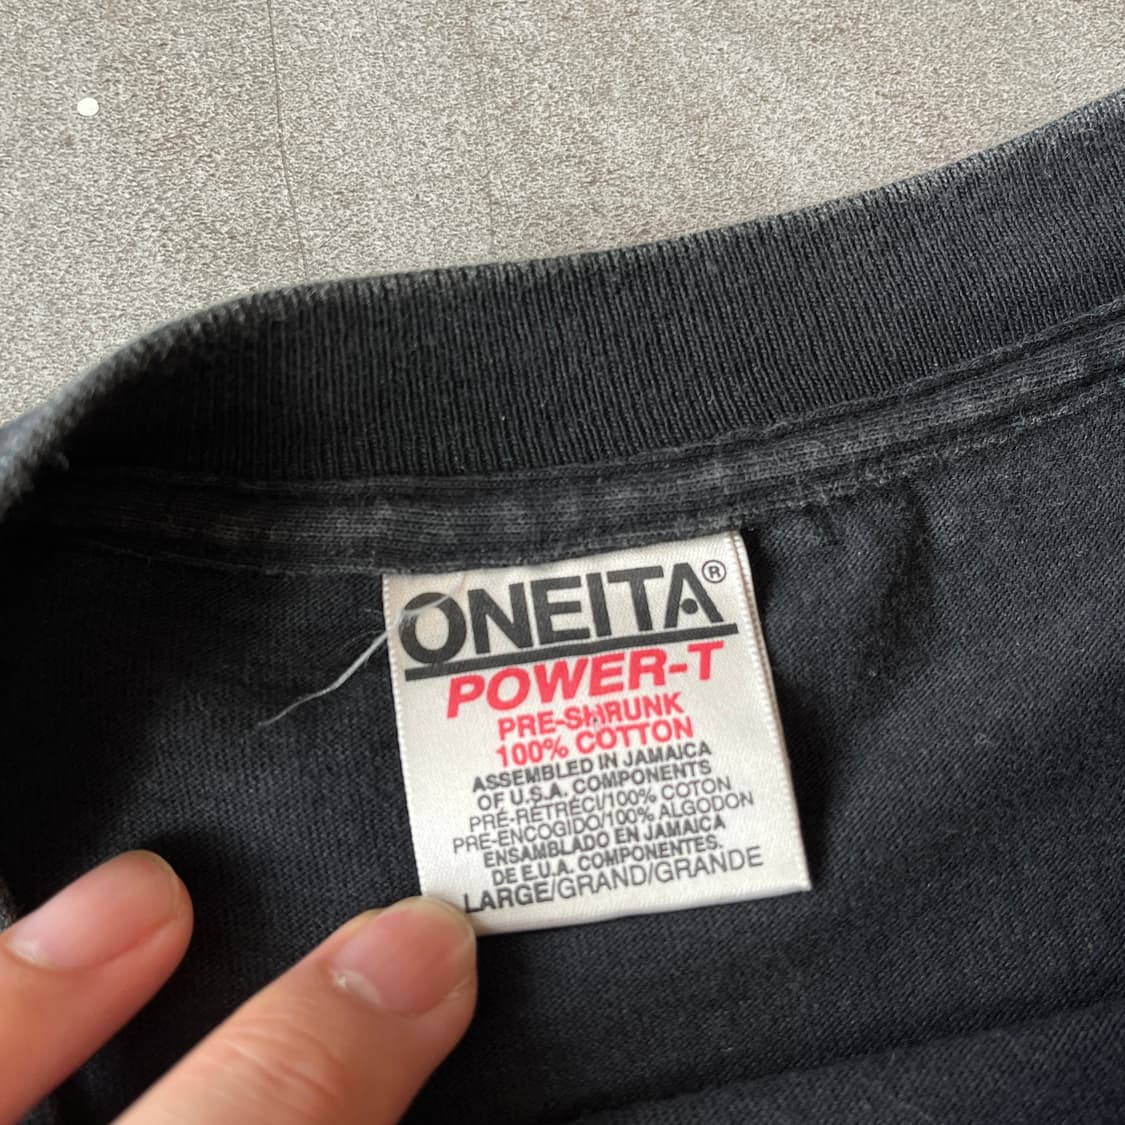 ONEITA®
POWER-T
PRE-SHRUNK
100% COTTON
ASSEMBLED IN JAMAICA
OF U.S.A. COMPONENTS
PRÉ-RÉTRÉCI/100% COTON
PRE-ENCOGIDO/100% ALGODON
ENSAMBLADO EN JAMAICA
DE E.U.A. COMPONENTES.
LARGE/GRAND/GRANDE